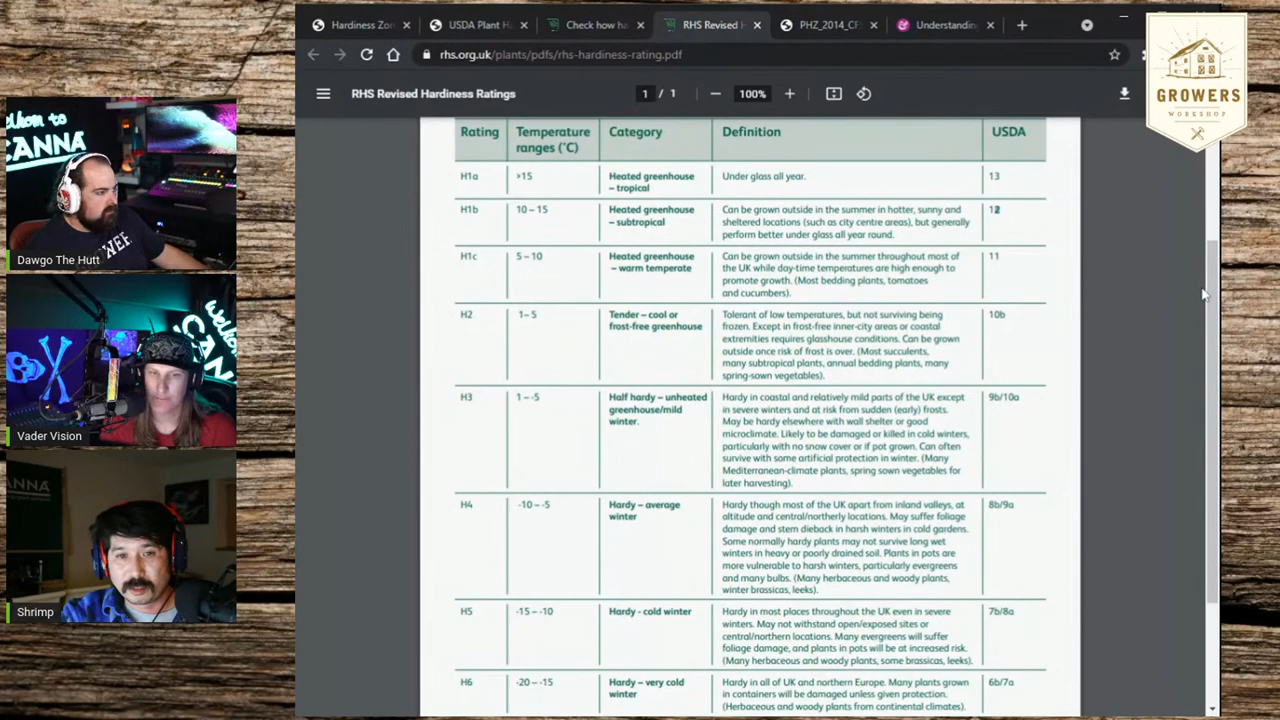 Hardiness Zon
USDA Plant H
Check how ha
RHS Revised H
PHZ_2014_CFS
Understanding
rhs.org.uk/plants/pdfs/rhs-hardiness-rating.pdf
RHS Revised Hardiness Ratings
1 / 1
100%
GROWERS
WORKSHOP
welkom to
CANNA
Dawgo The Hutt
Vader Vision
CANNA
Shrimp
Rating Temperature ranges (°C) Category Definition USDA
H1a >15 Heated greenhouse – tropical Under glass all year. 13
H1b 10 – 15 Heated greenhouse – subtropical Can be grown outside in the summer in hotter, sunny and
sheltered locations (such as city centre areas), but generally
perform better under glass all year round. 12
H1c 5 – 10 Heated greenhouse – warm temperate Can be grown outside in the summer throughout most of
the UK while day-time temperatures are high enough to
promote growth. (Most bedding plants, tomatoes
and cucumbers). 11
H2 1– 5 Tender – cool or frost-free greenhouse Tolerant of low temperatures, but not surviving being
frozen. Except in frost-free inner-city areas or coastal
extremities requires glasshouse conditions. Can be grown
outside once risk of frost is over. (Most succulents,
many subtropical plants, annual bedding plants, many
spring-sown vegetables). 10b
H3 1 – -5 Half hardy – unheated greenhouse/mild winter. Hardy in coastal and relatively mild parts of the UK except
in severe winters and at risk from sudden (early) frosts.
May be hardy elsewhere with wall shelter or good
microclimate. Likely to be damaged or killed in cold winters,
particularly with no snow cover or if pot grown. Can often
survive with some artificial protection in winter. (Many
Mediterranean-climate plants, spring sown vegetables for
later harvesting). 9b/10a
H4 -10 – -5 Hardy – average winter Hardy though most of the UK apart from inland valleys, at
altitude and central/northerly locations. May suffer foliage
damage and stem dieback in harsh winters in cold gardens.
Some normally hardy plants may not survive long wet
winters in heavy or poorly drained soil. Plants in pots are
more vulnerable to harsh winters, particularly evergreens
and many bulbs. (Many herbaceous and woody plants,
winter brassicas, leeks). 8b/9a
H5 -15 – -10 Hardy - cold winter Hardy in most places throughout the UK even in severe
winters. May not withstand open/exposed sites or
central/northern locations. Many evergreens will suffer
foliage damage, and plants in pots will be at increased risk.
(Many herbaceous and woody plants, some brassicas, leeks). 7b/8a
H6 -20 – -15 Hardy – very cold winter Hardy in all of UK and northern Europe. Many plants grown
in containers will be damaged unless given protection.
(Herbaceous and woody plants from continental climates). 6b/7a